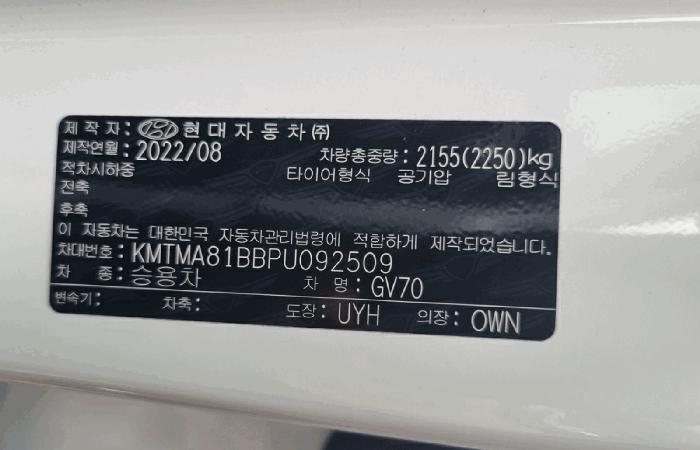 제 작 자 : 현대자동차㈜
제작연월 : 2022/08 차량총중량 : 2155(2250)kg
적차시하중 타이어형식 공기압 림형식
전축
후축
이 자동차는 대한민국 자동차관리법령에 적합하게 제작되었습니다.
차대번호 : KMTMA81BBPU092509
차 종 : 승용차 차 명 : GV70
변속기 : 차축 : 도장 : UYH 의장 : OWN